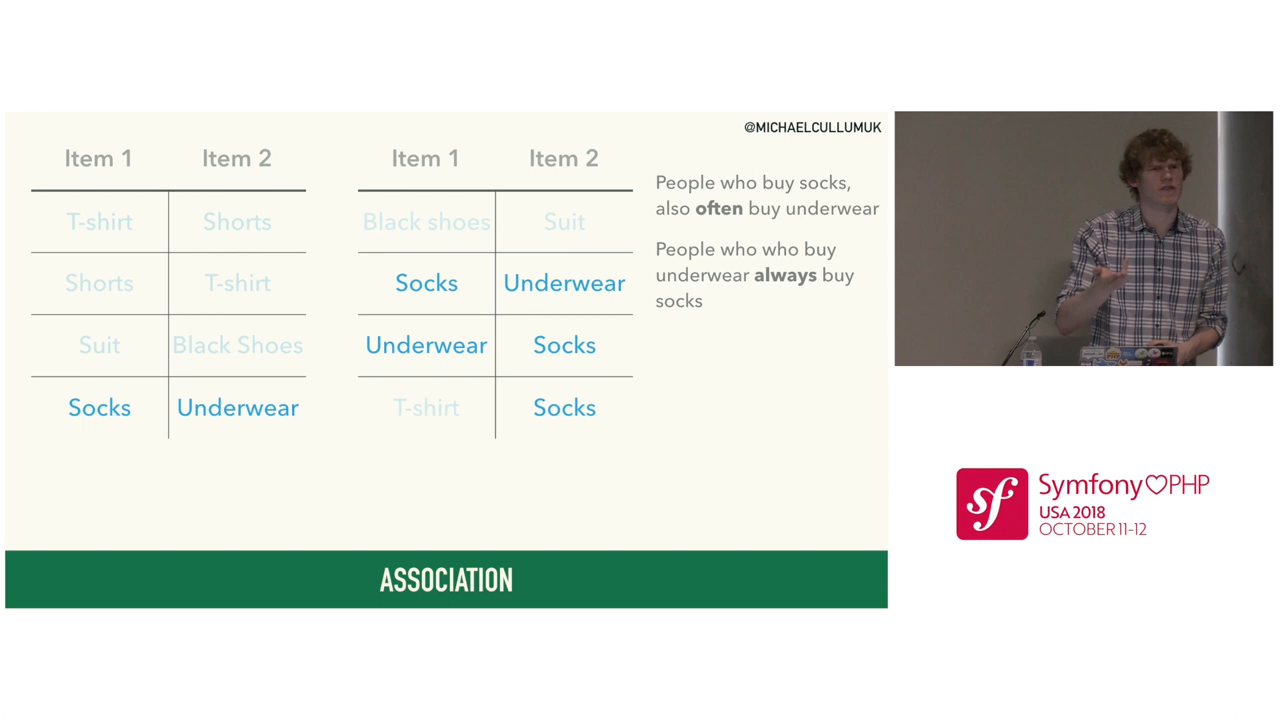 @MICHAELCULLUMUK
Item 1 Item 2
T-shirt Shorts
Shorts T-shirt
Suit Black Shoes
Socks Underwear
Item 1 Item 2
Black shoes Suit
Socks Underwear
Underwear Socks
T-shirt Socks
People who buy socks,
also often buy underwear
People who who buy
underwear always buy
socks
ASSOCIATION
sf
Symfony♡PHP
USA 2018
OCTOBER 11-12